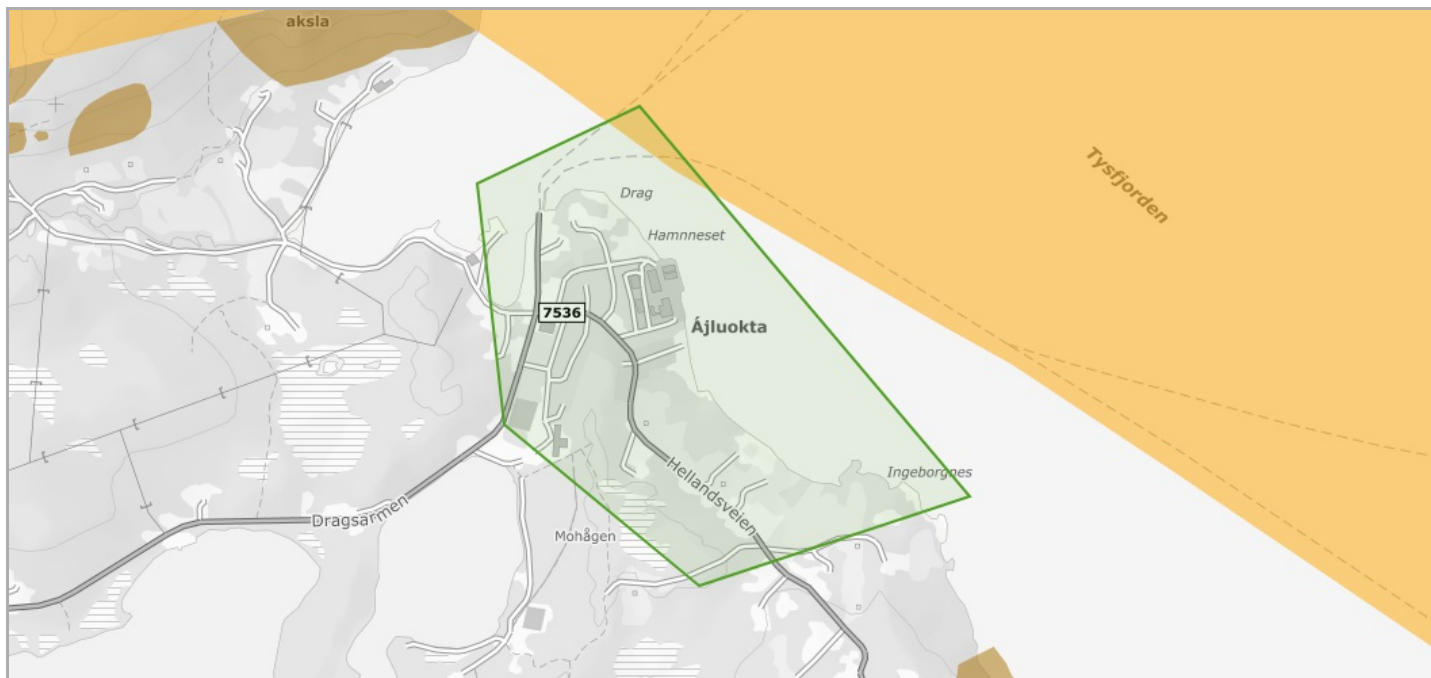 aksla
Tysfjorden
Drag
Hamnneset
7536
Ájluokta
Ingeborgnes
Hellandsveien
Dragsarmen
Mohågen